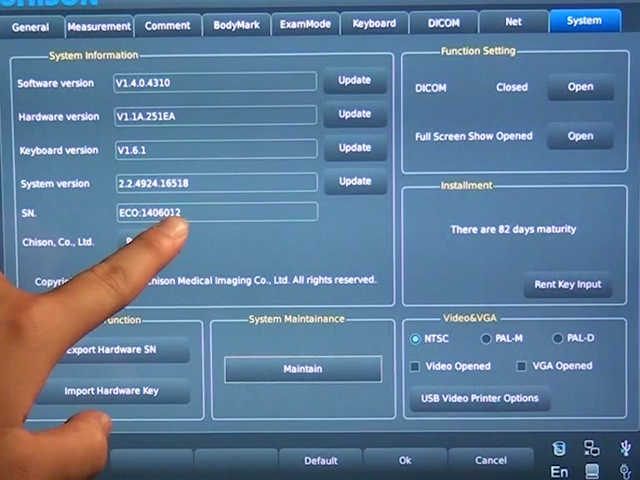 CHISON
General Measurement Comment BodyMark ExamMode Keyboard DICOM Net System
System Information
Software version V1.4.0.4310 Update
Hardware version V1.1A.251EA Update
Keyboard version V1.6.1 Update
System version 2.2.4924.16518 Update
SN. ECO:1406012
Chison, Co., Ltd.
Chison Medical Imaging Co., Ltd. All rights reserved.
Function Setting
DICOM Closed Open
Full Screen Show Opened Open
Installment
There are 82 days maturity
Rent Key Input
Function
Export Hardware SN
Import Hardware Key
System Maintainance
Maintain
Video&VGA
NTSC PAL-M PAL-D
Video Opened VGA Opened
USB Video Printer Options
Default Ok Cancel
En